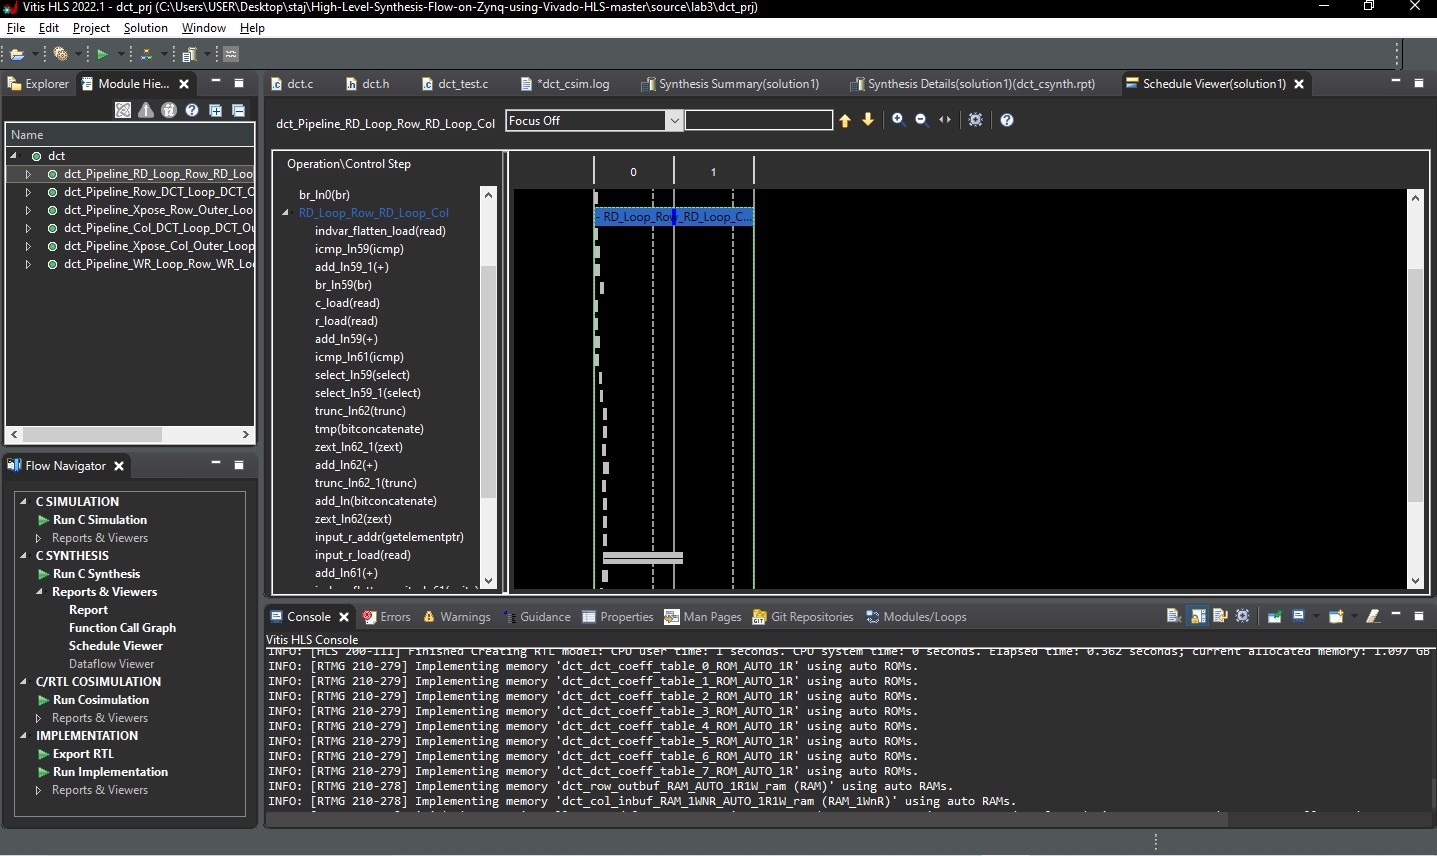 Vitis HLS 2022.1 - dct_prj (C:\Users\USER\Desktop\staj\High-Level-Synthesis-Flow-on-Zynq-using-Vivado-HLS-master\source\lab3\dct_prj)
File Edit Project Solution Window Help
Explorer
Module Hie...
Name
dct
dct_Pipeline_RD_Loop_Row_RD_Loo
dct_Pipeline_Row_DCT_Loop_DCT_O
dct_Pipeline_Xpose_Row_Outer_Loo
dct_Pipeline_Col_DCT_Loop_DCT_Ou
dct_Pipeline_Xpose_Col_Outer_Loop
dct_Pipeline_WR_Loop_Row_WR_Lo
Flow Navigator
C SIMULATION
Run C Simulation
Reports & Viewers
C SYNTHESIS
Run C Synthesis
Reports & Viewers
Report
Function Call Graph
Schedule Viewer
Dataflow Viewer
C/RTL COSIMULATION
Run Cosimulation
Reports & Viewers
IMPLEMENTATION
Export RTL
Run Implementation
Reports & Viewers
dct.c
dct.h
dct_test.c
*dct_csim.log
Synthesis Summary(solution1)
Synthesis Details(solution1)(dct_csynth.rpt)
Schedule Viewer(solution1)
dct_Pipeline_RD_Loop_Row_RD_Loop_Col
Focus Off
Operation\Control Step
0
1
br_ln0(br)
RD_Loop_Row_RD_Loop_Col
RD_Loop_Row_RD_Loop_C...
indvar_flatten_load(read)
icmp_ln59(icmp)
add_ln59_1(+)
br_ln59(br)
c_load(read)
r_load(read)
add_ln59(+)
icmp_ln61(icmp)
select_ln59(select)
select_ln59_1(select)
trunc_ln62(trunc)
tmp(bitconcatenate)
zext_ln62_1(zext)
add_ln62(+)
trunc_ln62_1(trunc)
add_ln(bitconcatenate)
zext_ln62(zext)
input_r_addr(getelementptr)
input_r_load(read)
add_ln61(+)
Console
Errors
Warnings
Guidance
Properties
Man Pages
Git Repositories
Modules/Loops
Vitis HLS Console
INFO: [HLS 200-111] Finished Creating RTL model: CPU user time: 1 seconds. CPU system time: 0 seconds. Elapsed time: 0.362 seconds; current allocated memory: 1.097 GB
INFO: [RTMG 210-279] Implementing memory 'dct_dct_coeff_table_0_ROM_AUTO_1R' using auto ROMs.
INFO: [RTMG 210-279] Implementing memory 'dct_dct_coeff_table_1_ROM_AUTO_1R' using auto ROMs.
INFO: [RTMG 210-279] Implementing memory 'dct_dct_coeff_table_2_ROM_AUTO_1R' using auto ROMs.
INFO: [RTMG 210-279] Implementing memory 'dct_dct_coeff_table_3_ROM_AUTO_1R' using auto ROMs.
INFO: [RTMG 210-279] Implementing memory 'dct_dct_coeff_table_4_ROM_AUTO_1R' using auto ROMs.
INFO: [RTMG 210-279] Implementing memory 'dct_dct_coeff_table_5_ROM_AUTO_1R' using auto ROMs.
INFO: [RTMG 210-279] Implementing memory 'dct_dct_coeff_table_6_ROM_AUTO_1R' using auto ROMs.
INFO: [RTMG 210-279] Implementing memory 'dct_dct_coeff_table_7_ROM_AUTO_1R' using auto ROMs.
INFO: [RTMG 210-278] Implementing memory 'dct_row_outbuf_RAM_AUTO_1R1W_ram (RAM)' using auto RAMs.
INFO: [RTMG 210-278] Implementing memory 'dct_col_inbuf_RAM_1WNR_AUTO_1R1W_ram (RAM_1WnR)' using auto RAMs.